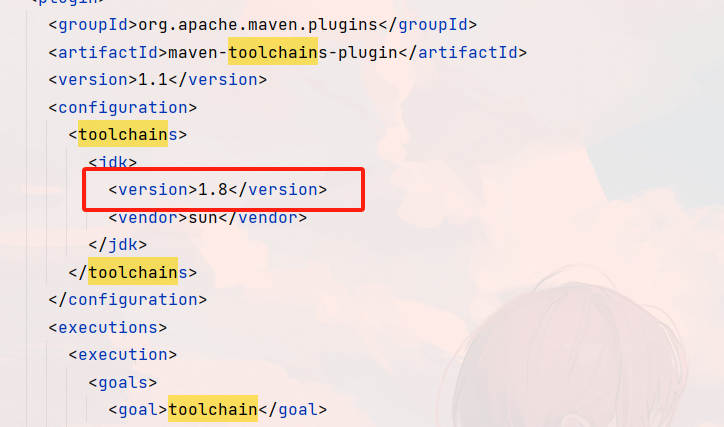 <plugin>
<groupId>org.apache.maven.plugins</groupId>
<artifactId>maven-toolchains-plugin</artifactId>
<version>1.1</version>
<configuration>
<toolchains>
<jdk>
<version>1.8</version>
<vendor>sun</vendor>
</jdk>
</toolchains>
</configuration>
<executions>
<execution>
<goals>
<goal>toolchain</goal>